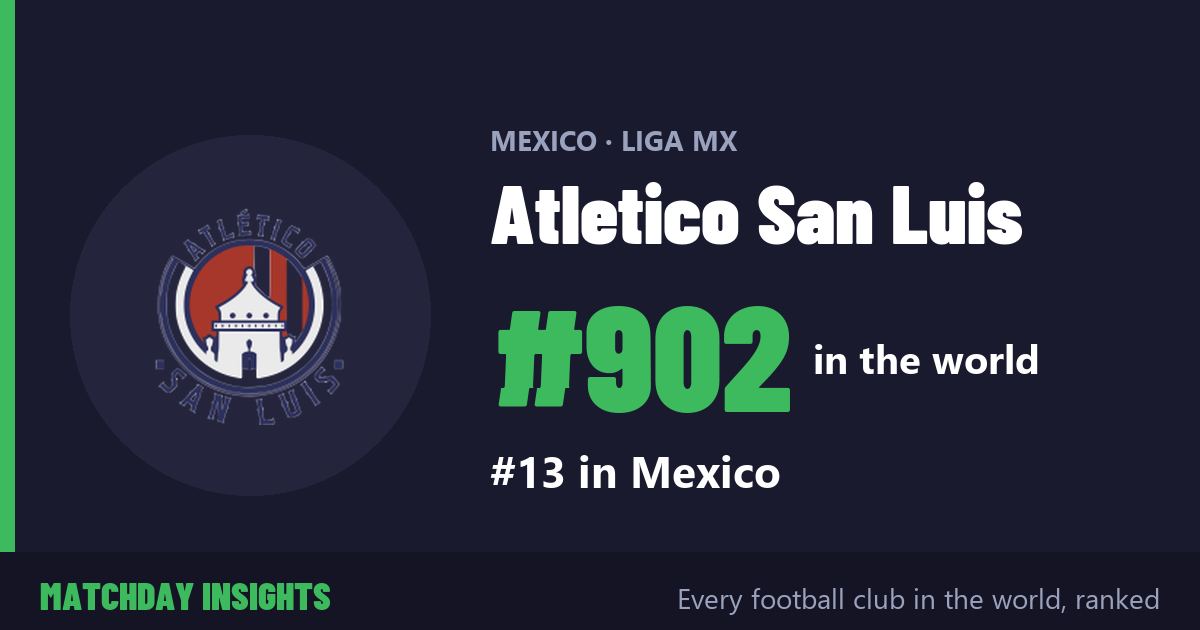 MEXICO · LIGA MX
Atletico San Luis
ATLÉTICO
SAN LUIS
#902 in the world
#13 in Mexico
MATCHDAY INSIGHTS
Every football club in the world, ranked